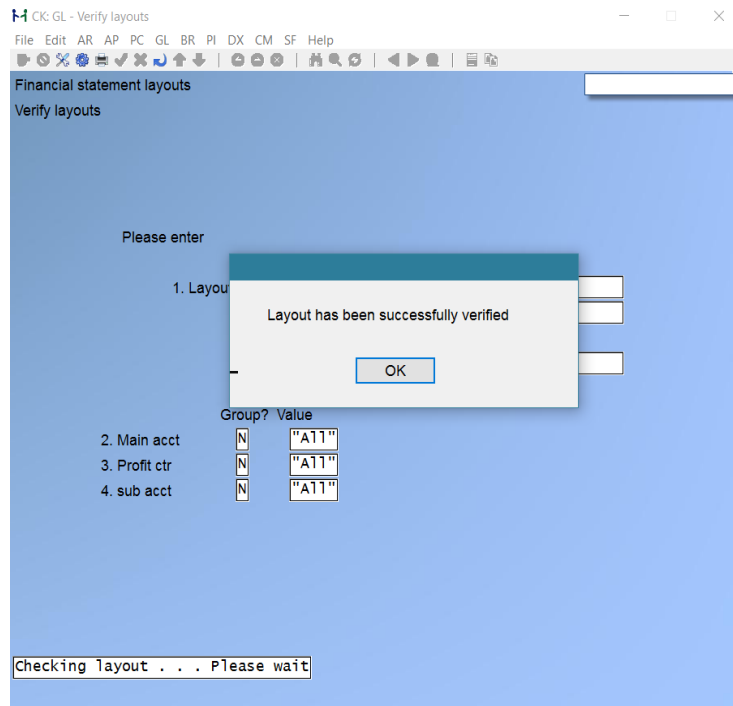 CK: GL - Verify layouts
File Edit AR AP PC GL BR PI DX CM SF Help
Financial statement layouts
Verify layouts
Please enter
1. Layou
Layout has been successfully verified
OK
Group? Value
2. Main acct N "All"
3. Profit ctr N "All"
4. sub acct N "All"
Checking layout . . . Please wait